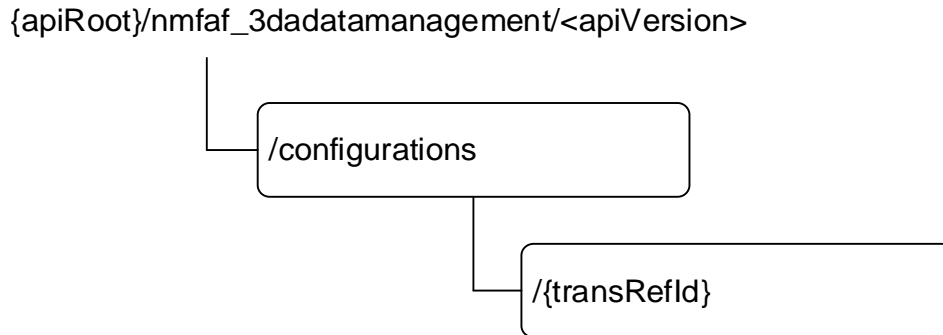 {apiRoot}/nmfaf_3dadatamanagement/<apiVersion>
/configurations
/{transRefId}